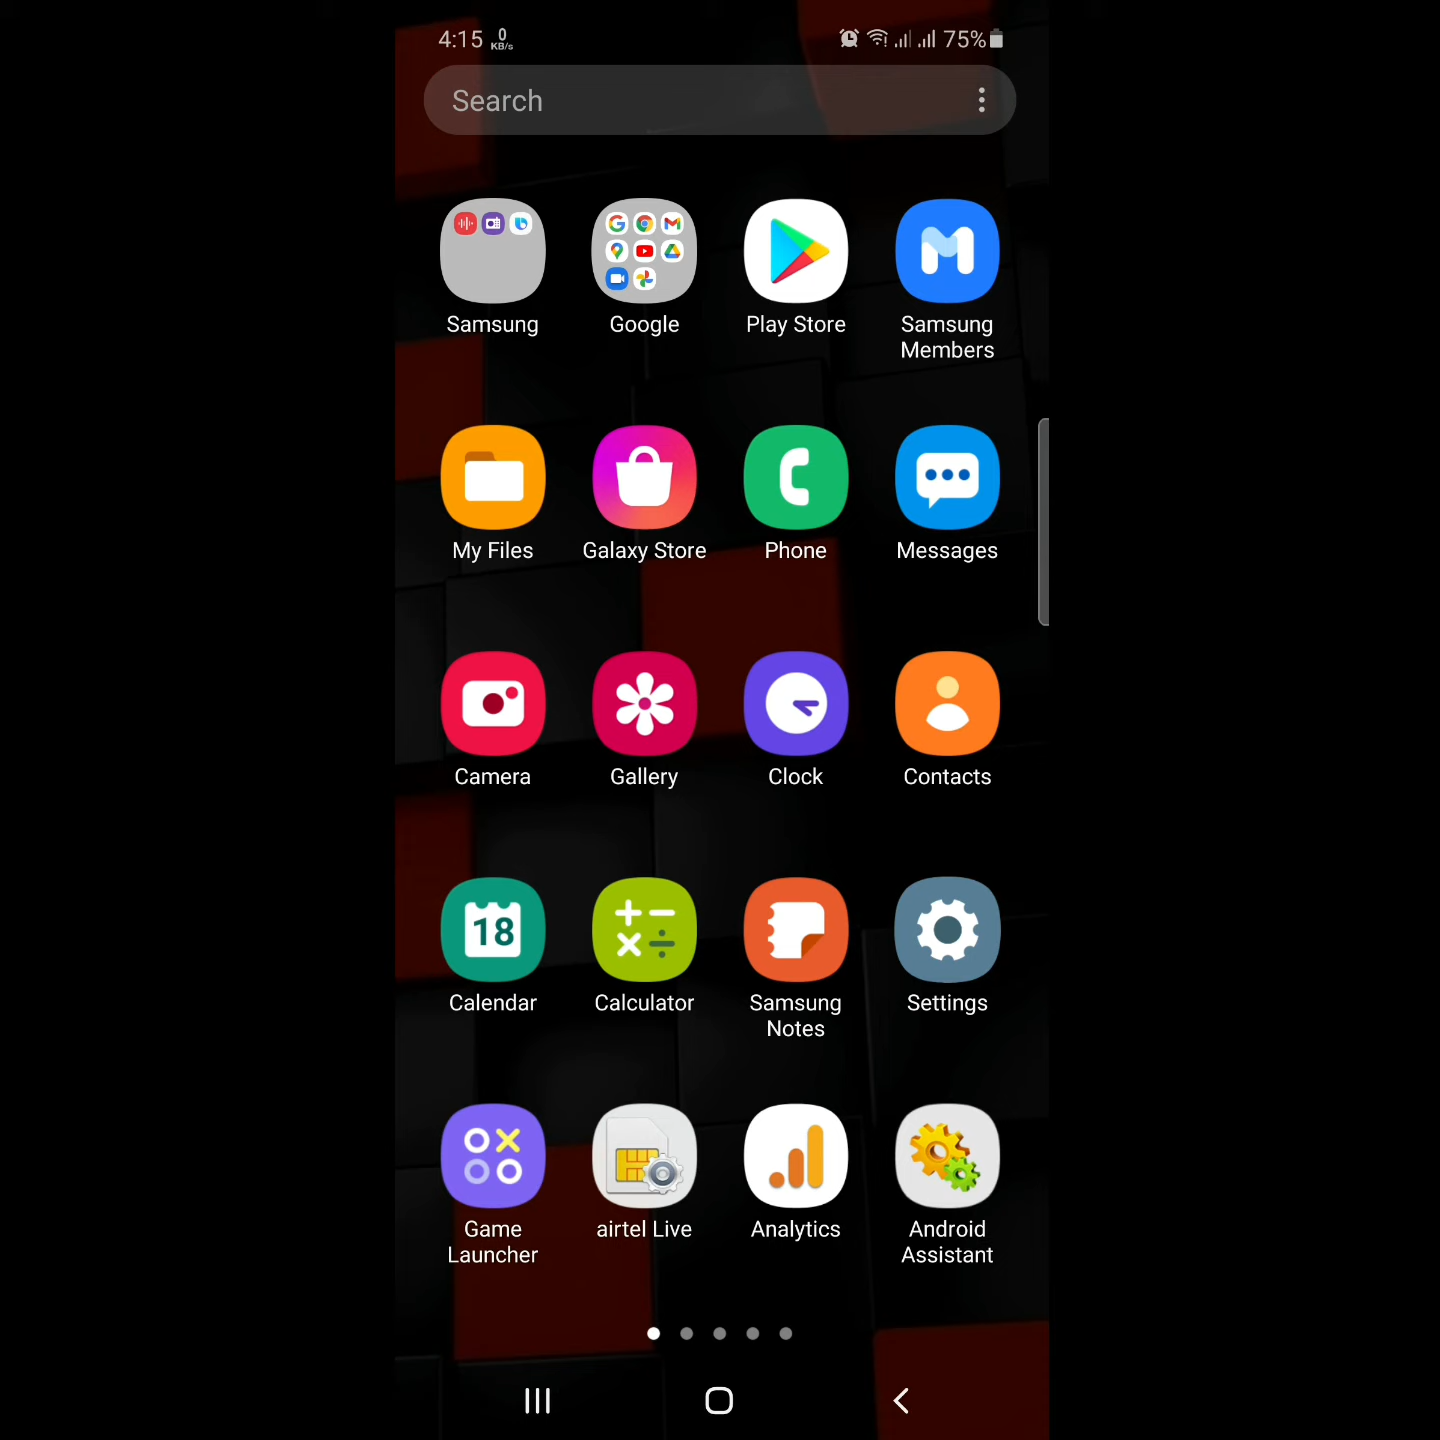 4:15 0 KB/s 75%
Search
Samsung Google Play Store Samsung Members
My Files Galaxy Store Phone Messages
Camera Gallery Clock Contacts
18
Calendar Calculator Samsung Notes Settings
Game Launcher airtel Live Analytics Android Assistant